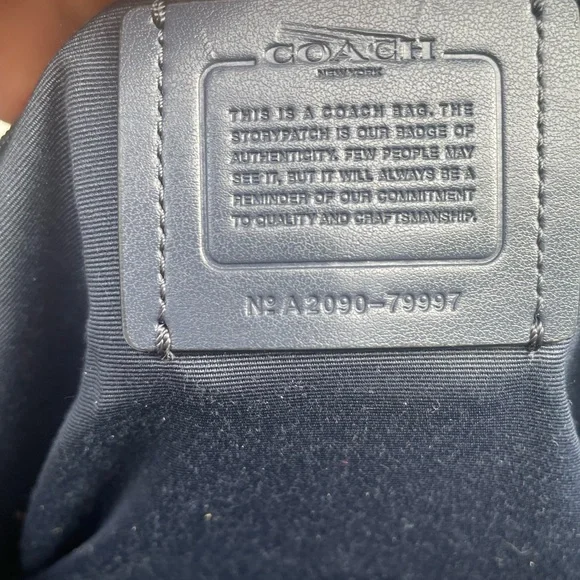 COACH
NEW YORK
THIS IS A COACH BAG. THE
STORYPATCH IS OUR BADGE OF
AUTHENTICITY. FEW PEOPLE MAY
SEE IT, BUT IT WILL ALWAYS BE A
REMINDER OF OUR COMMITMENT
TO QUALITY AND CRAFTSMANSHIP.
Nº A2090-79997